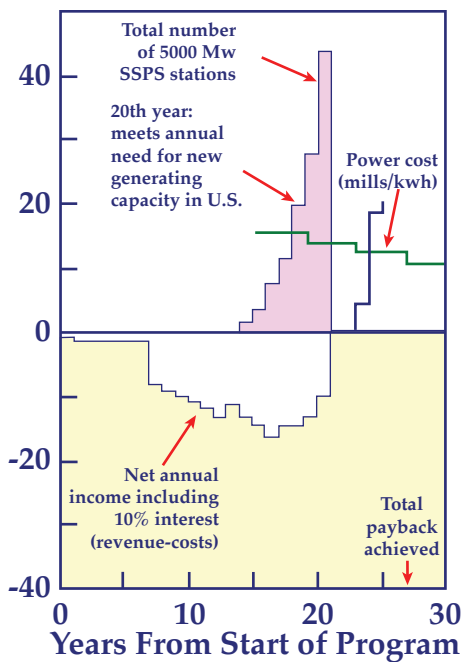 Total number
of 5000 Mw
SSPS stations
40
20th year:
meets annual
need for new
generating
capacity in U.S.
Power cost
(mills/kwh)
20
0
-20
Net annual
income including
10% interest
(revenue-costs)
Total
payback
achieved
-40
0 10 20 30
Years From Start of Program